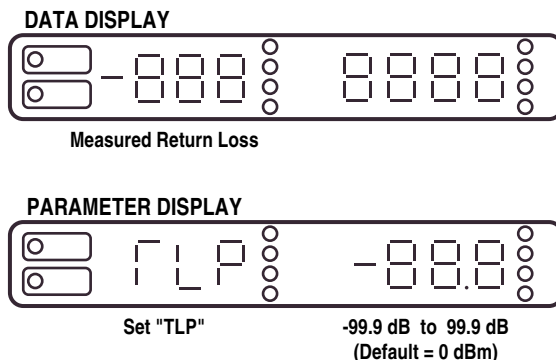 DATA DISPLAY
-888 8888
Measured Return Loss
PARAMETER DISPLAY
TLP -88.8
Set "TLP" -99.9 dB to 99.9 dB
(Default = 0 dBm)